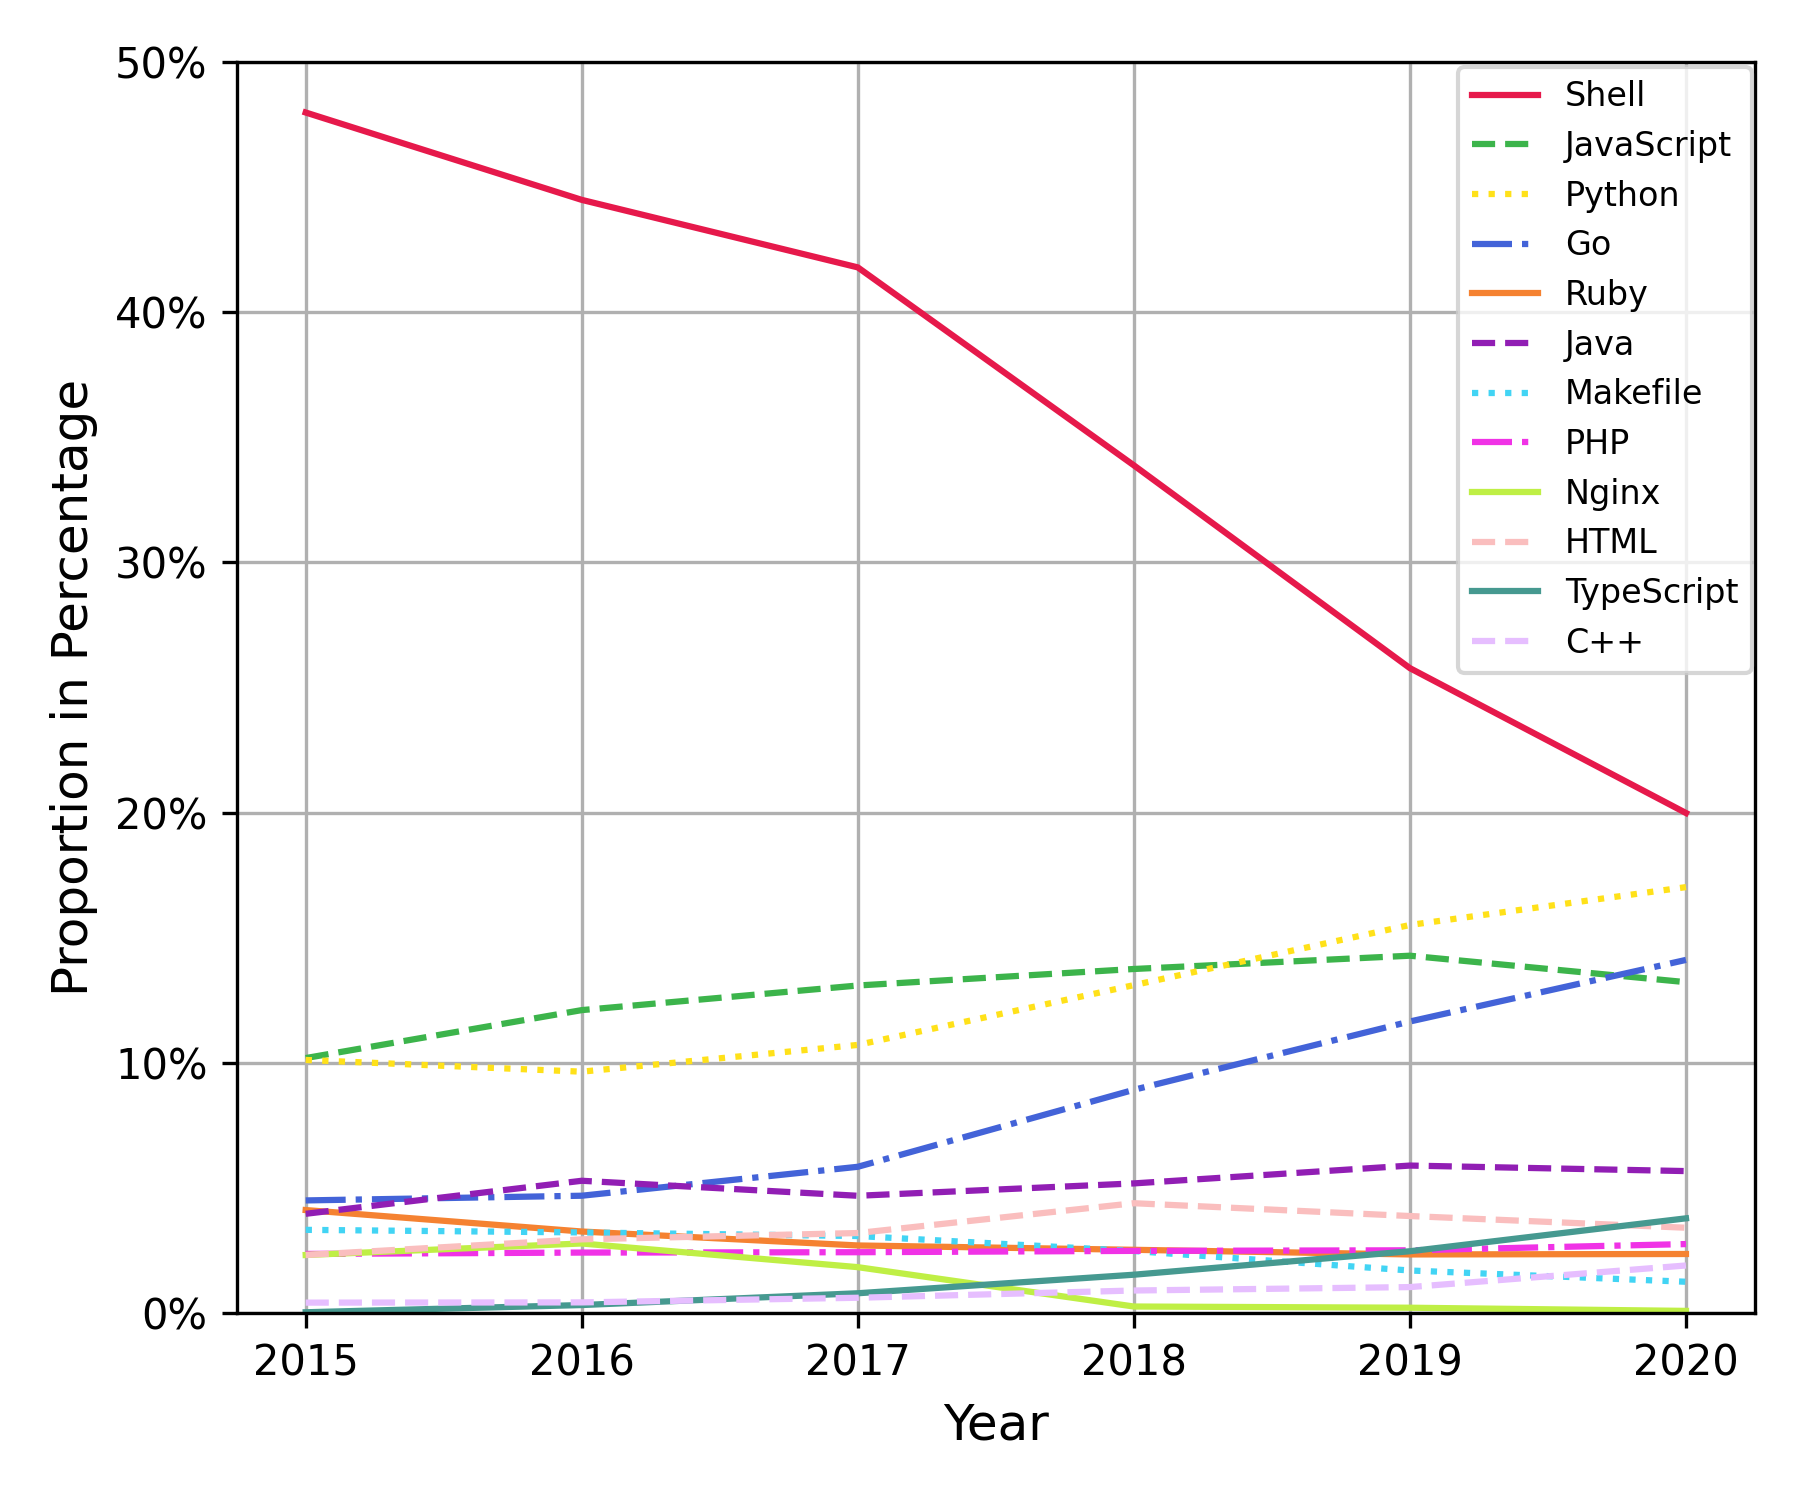 50%
40%
30%
20%
10%
0%
Proportion in Percentage
Shell
JavaScript
Python
Go
Ruby
Java
Makefile
PHP
Nginx
HTML
TypeScript
C++
2015 2016 2017 2018 2019 2020
Year